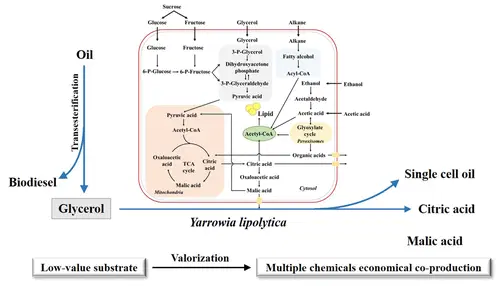 Sucrose
Glucose Fructose Glycerol Alkane
Glucose Fructose Glycerol Alkane
3-P-Glycerol
Fatty alcohol
Dihydroxyacetone
phosphate
Acyl-CoA
6-P-Glucose 6-P-Fructose
3-P-Glyceraldehyde
Ethanol Ethanol
Pyruvic acid
Acetaldehyde
Lipid
Acetic acid Acetic acid
Pyruvic acid
Acetyl-CoA
Acetyl-CoA
Glyoxylate
cycle
Peroxisomes
Oxaloacetic
acid
TCA
cycle
Citric
acid
Malic acid
Mitochondria
Organic acids
Citric acid
Oxaloacetic
acid
Malic acid
Cytosol
Oil
Transesterification
Biodiesel
Glycerol
Yarrowia lipolytica
Single cell oil
Citric acid
Malic acid
Low-value substrate
Valorization
Multiple chemicals economical co-production